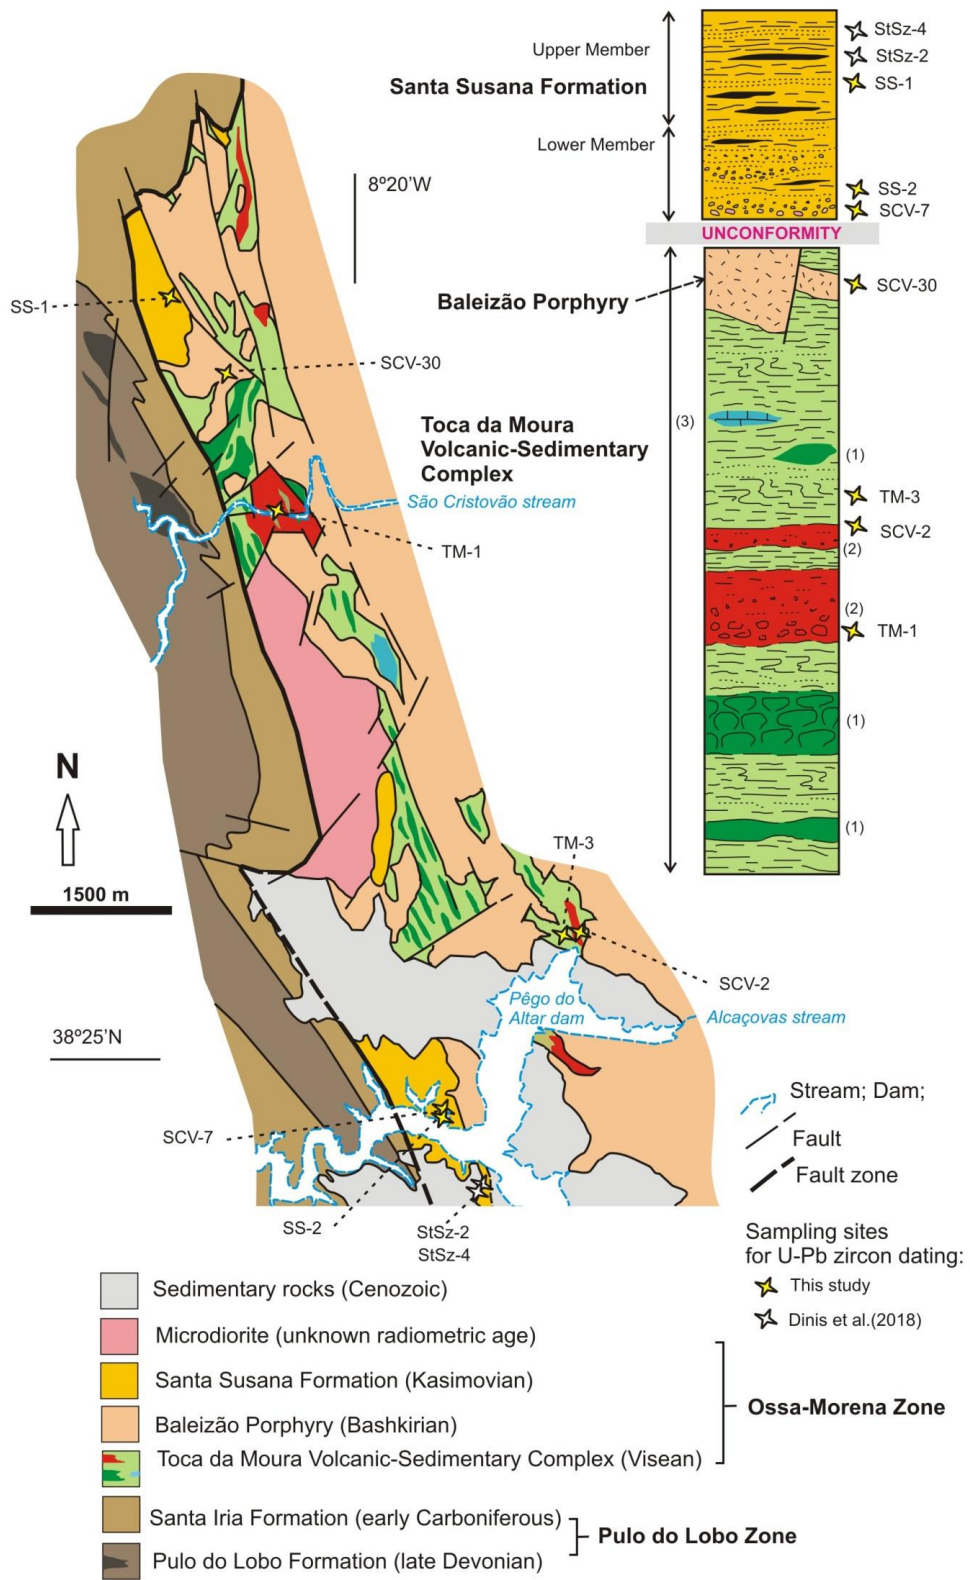 StSz-4
Upper Member
StSz-2
Santa Susana Formation
SS-1
Lower Member
8º20'W
SS-2
SCV-7
UNCONFORMITY
SCV-30
Baleizão Porphyry
SS-1
SCV-30
Toca da Moura
Volcanic-Sedimentary
Complex
(3)
(1)
São Cristovão stream
TM-3
SCV-2
TM-1
(2)
(2)
TM-1
(1)
N
(1)
TM-3
1500 m
SCV-2
Pêgo do
Altar dam
Alcaçovas stream
38º25'N
Stream; Dam;
SCV-7
Fault
Fault zone
SS-2
StSz-2
StSz-4
Sampling sites
for U-Pb zircon dating:
This study
Dinis et al.(2018)
Sedimentary rocks (Cenozoic)
Microdiorite (unknown radiometric age)
Santa Susana Formation (Kasimovian)
Ossa-Morena Zone
Baleizão Porphyry (Bashkirian)
Toca da Moura Volcanic-Sedimentary Complex (Visean)
Santa Iria Formation (early Carboniferous)
Pulo do Lobo Zone
Pulo do Lobo Formation (late Devonian)